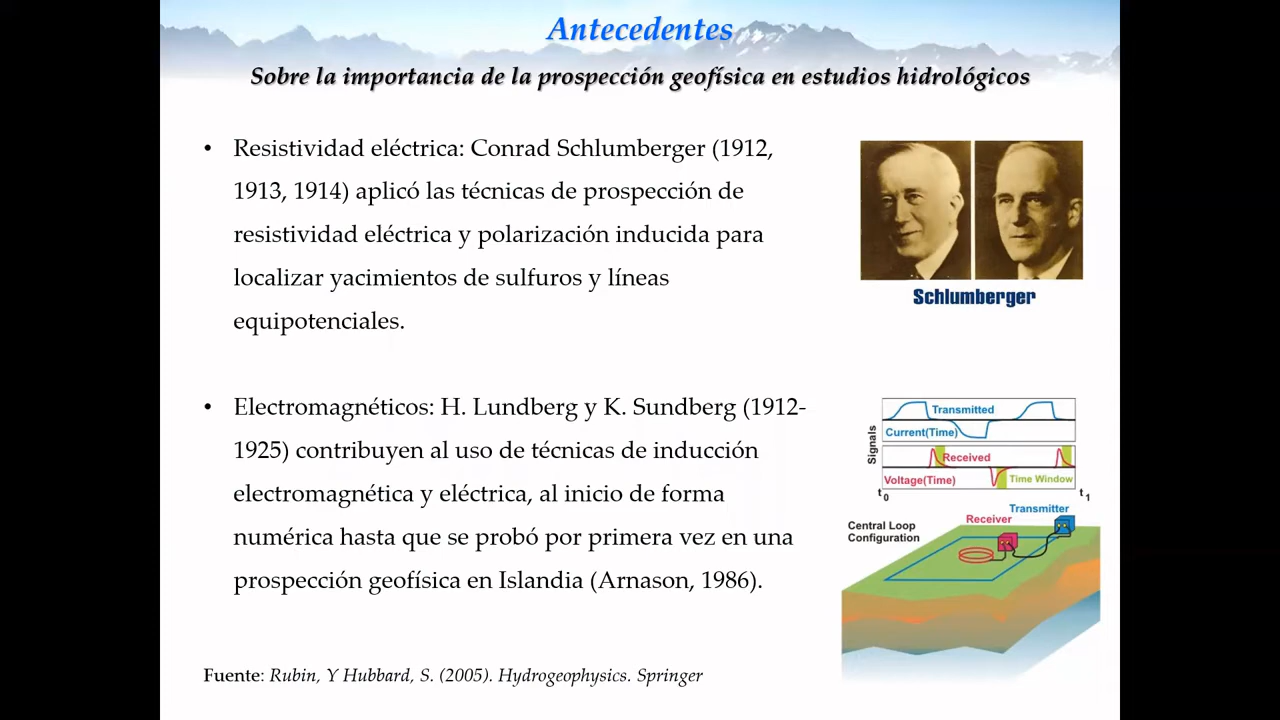 Antecedentes
Sobre la importancia de la prospección geofísica en estudios hidrológicos
• Resistividad eléctrica: Conrad Schlumberger (1912,
1913, 1914) aplicó las técnicas de prospección de
resistividad eléctrica y polarización inducida para
localizar yacimientos de sulfuros y líneas
equipotenciales.
Schlumberger
• Electromagnéticos: H. Lundberg y K. Sundberg (1912-
1925) contribuyen al uso de técnicas de inducción
electromagnética y eléctrica, al inicio de forma
numérica hasta que se probó por primera vez en una
prospección geofísica en Islandia (Arnason, 1986).
Signals
Transmitted
Current(Time)
Received
Voltage(Time)
Time Window
t0
t1
Transmitter
Receiver
Central Loop
Configuration
Fuente: Rubin, Y Hubbard, S. (2005). Hydrogeophysics. Springer